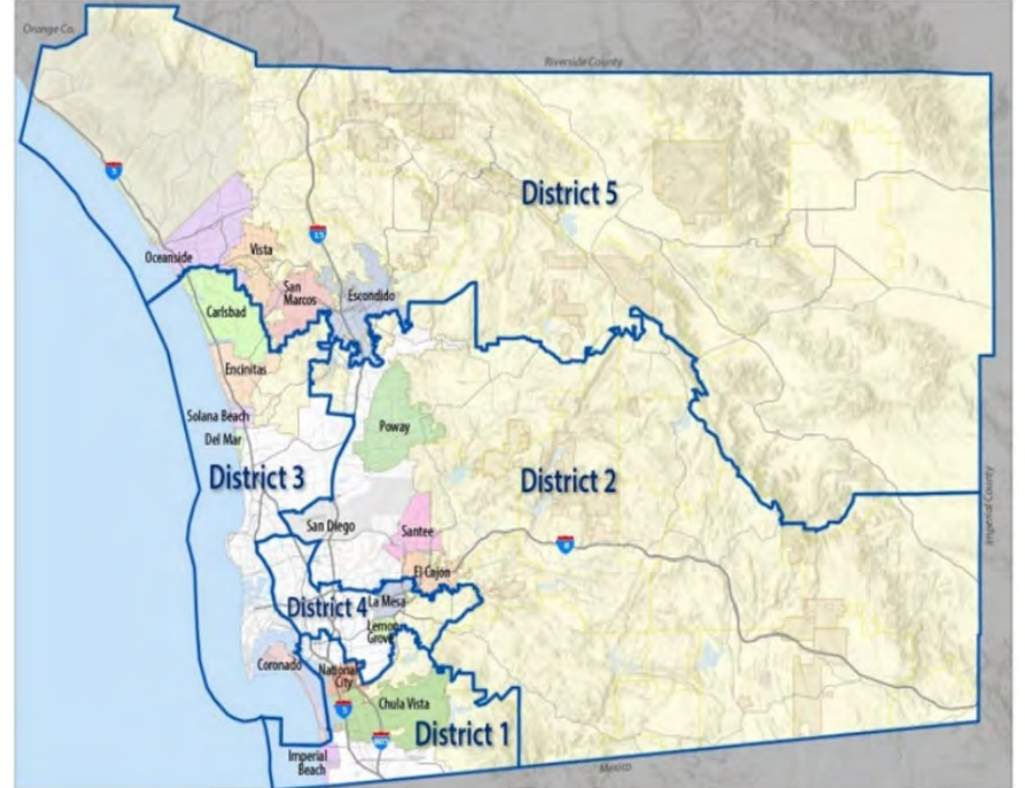 Orange Co.
Riverside County
5
District 5
15
Oceanside
Vista
San
Marcos
Escondido
Carlsbad
Encinitas
Solana Beach
Del Mar
Poway
District 3
District 2
San Diego
Santee
8
El Cajon
District 4
La Mesa
Lemon
Grove
Imperial County
Coronado
National
City
Chula Vista
5
District 1
805
Imperial
Beach
Mexico